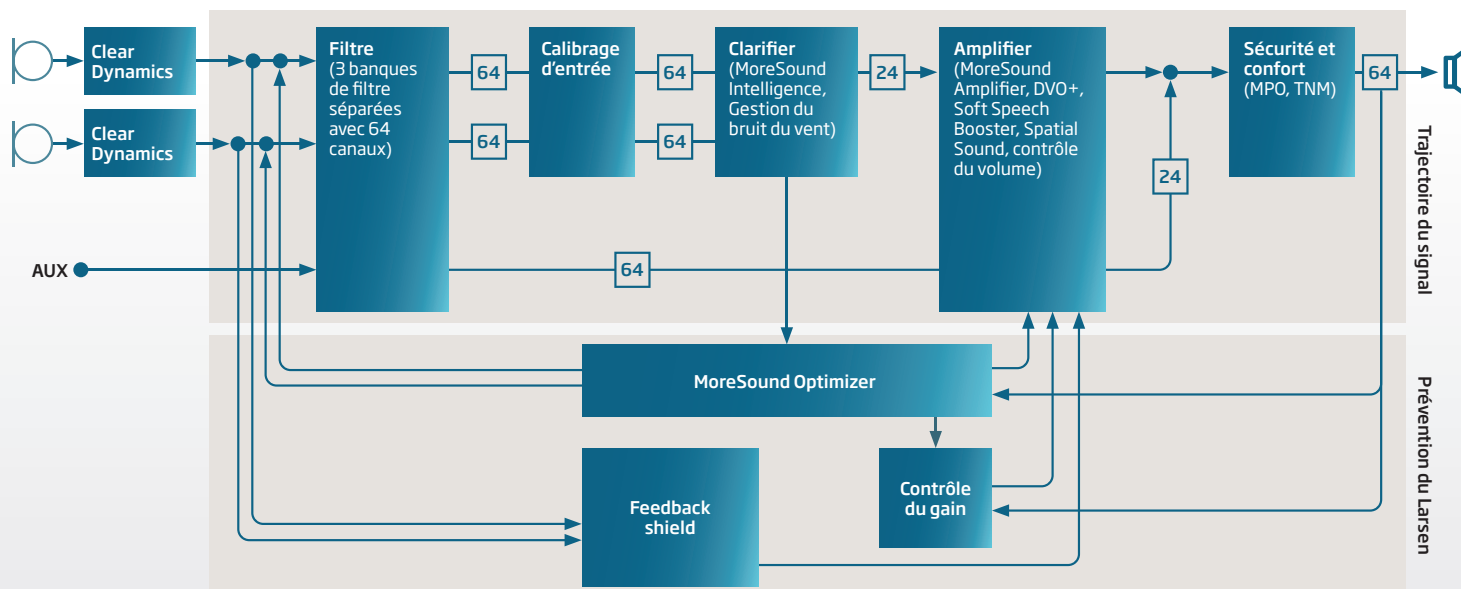 Clear
Dynamics
Clear
Dynamics
AUX
Filtre
(3 banques
de filtre
séparées
avec 64
canaux)
64
64
Calibrage
d'entrée
64
64
Clarifier
(MoreSound
Intelligence,
Gestion du
bruit du vent)
24
Amplifier
(MoreSound
Amplifier, DVO+,
Soft Speech
Booster, Spatial
Sound, contrôle
du volume)
24
Sécurité et
confort
(MPO, TNM)
64
64
Trajectoire du signal
MoreSound Optimizer
Feedback
shield
Contrôle
du gain
Prévention du Larsen